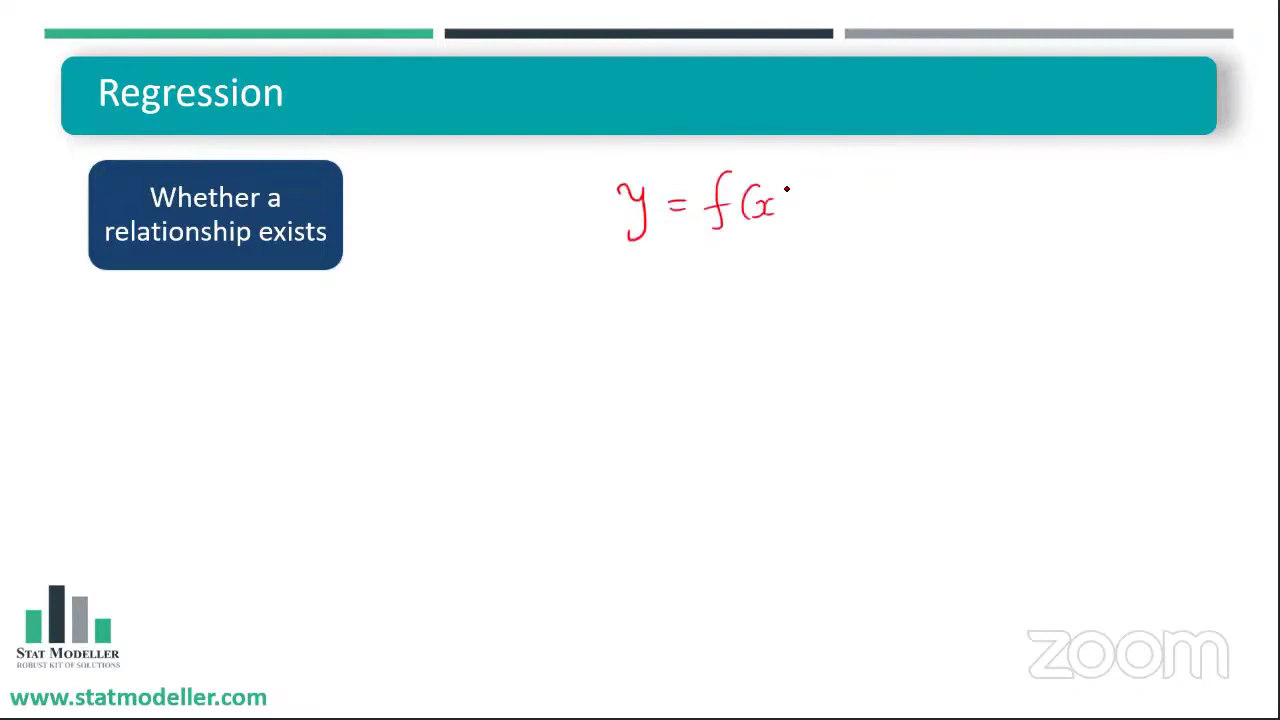 Regression
Whether a
relationship exists
y = f(x
STAT MODELLER
ROBUST KIT OF SOLUTIONS
www.statmodeller.com
zoom